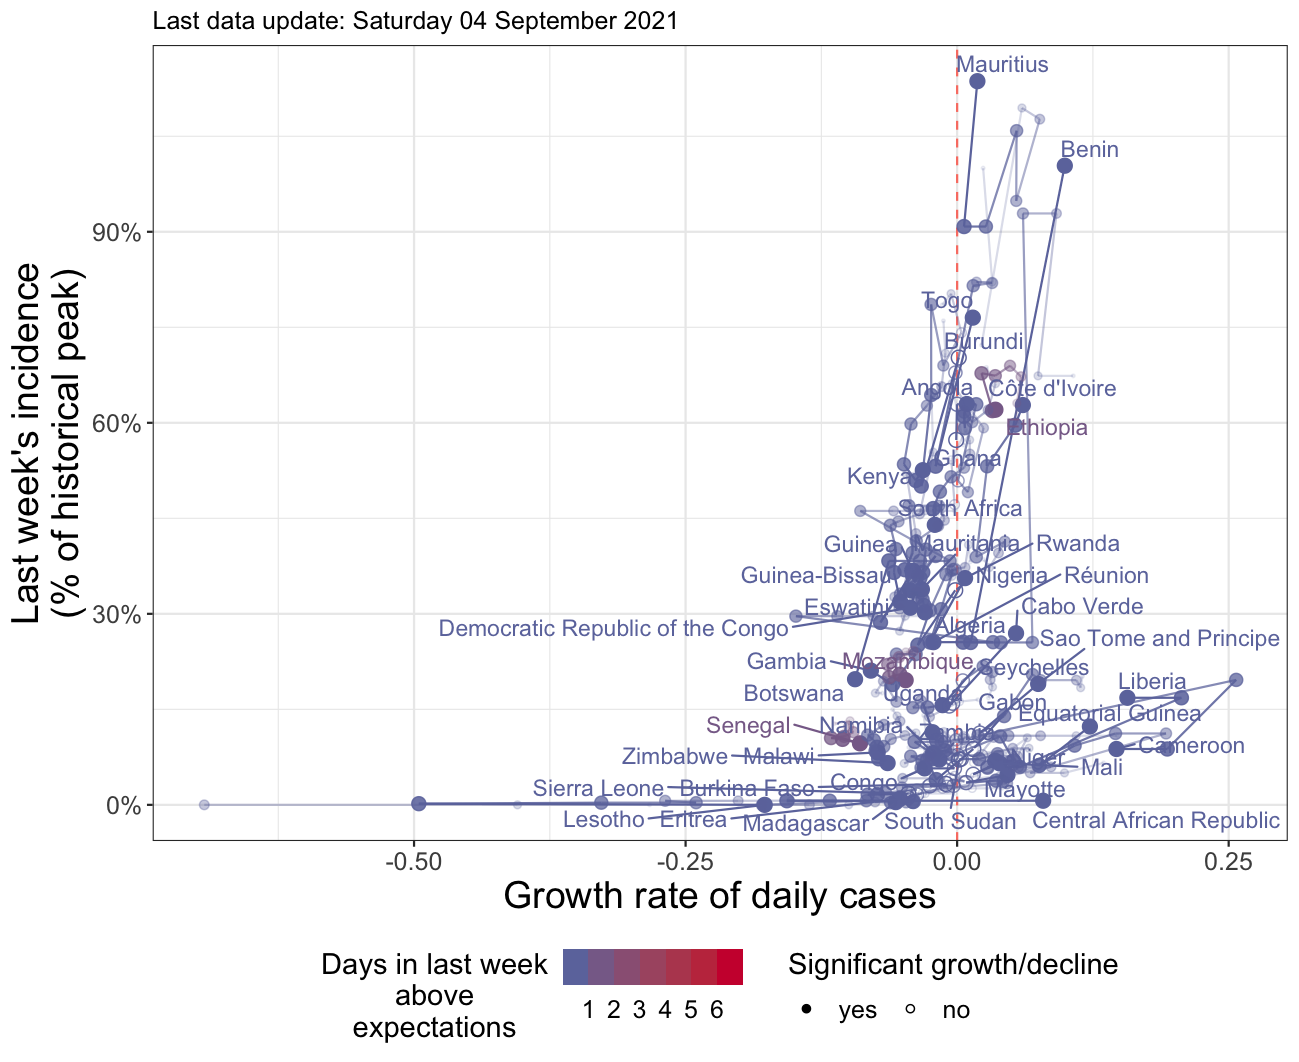 Last data update: Saturday 04 September 2021
Last week's incidence
(% of historical peak)
90%
60%
30%
0%
Mauritius
Benin
Togo
Burundi
Angola
Côte d'Ivoire
Ethiopia
Ghana
Kenya
South Africa
Guinea
Mauritania
Rwanda
Guinea-Bissau
Nigeria
Réunion
Eswatini
Cabo Verde
Democratic Republic of the Congo
Algeria
Sao Tome and Principe
Gambia
Mozambique
Seychelles
Botswana
Uganda
Gabon
Liberia
Equatorial Guinea
Senegal
Namibia
Zambia
Cameroon
Zimbabwe
Malawi
Niger
Mali
Sierra Leone
Burkina Faso
Congo
Mayotte
Lesotho
Eritrea
Madagascar
South Sudan
Central African Republic
-0.50
-0.25
0.00
0.25
Growth rate of daily cases
Days in last week
above
expectations
1 2 3 4 5 6
Significant growth/decline
yes
no